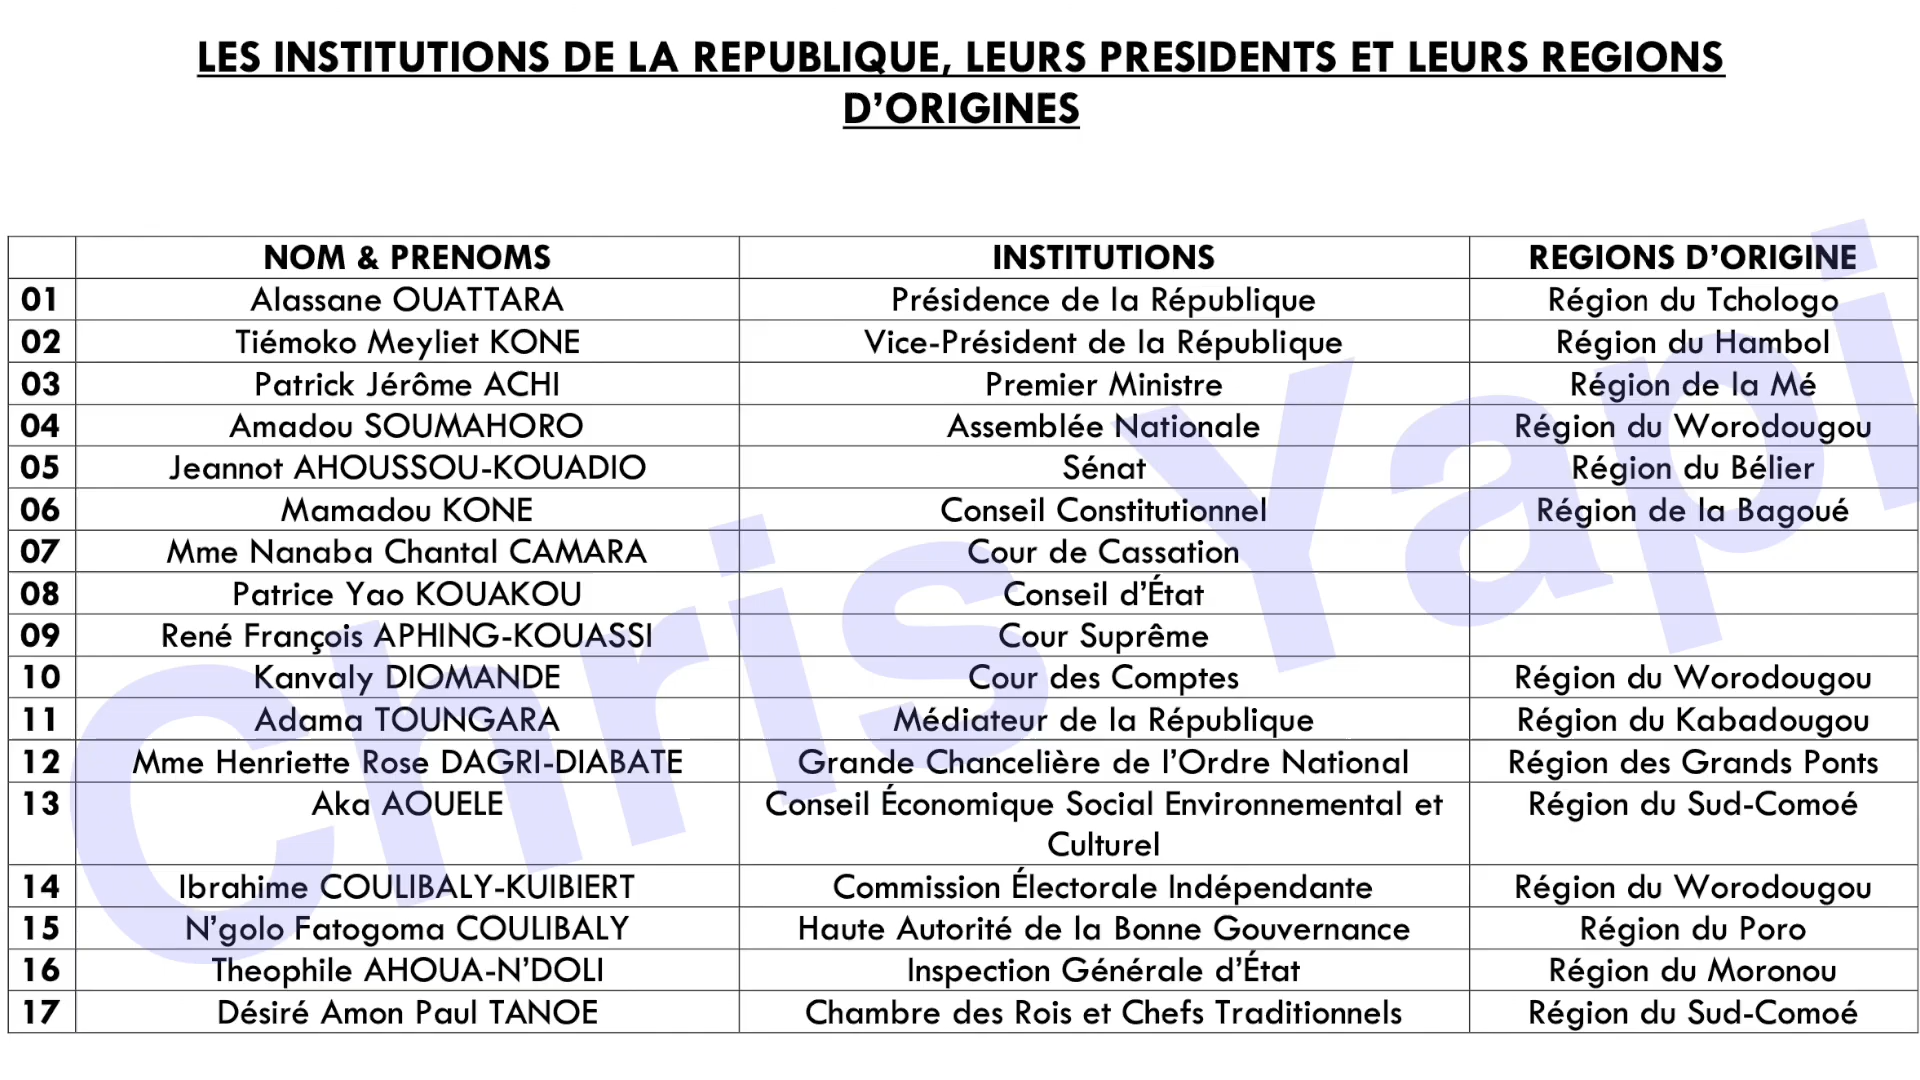 LES INSTITUTIONS DE LA REPUBLIQUE, LEURS PRESIDENTS ET LEURS REGIONS
D’ORIGINES
NOM & PRENOMS INSTITUTIONS REGIONS D’ORIGINE
01 Alassane OUATTARA Présidence de la République Région du Tchologo
02 Tiémoko Meyliet KONE Vice-Président de la République Région du Hambol
03 Patrick Jérôme ACHI Premier Ministre Région de la Mé
04 Amadou SOUMAHORO Assemblée Nationale Région du Worodougou
05 Jeannot AHOUSSOU-KOUADIO Sénat Région du Bélier
06 Mamadou KONE Conseil Constitutionnel Région de la Bagoué
07 Mme Nanaba Chantal CAMARA Cour de Cassation
08 Patrice Yao KOUAKOU Conseil d’État
09 René François APHING-KOUASSI Cour Suprême
10 Kanvaly DIOMANDE Cour des Comptes Région du Worodougou
11 Adama TOUNGARA Médiateur de la République Région du Kabadougou
12 Mme Henriette Rose DAGRI-DIABATE Grande Chancelière de l’Ordre National Région des Grands Ponts
13 Aka AOUELE Conseil Économique Social Environnemental et Région du Sud-Comoé
Culturel
14 Ibrahime COULIBALY-KUIBIERT Commission Électorale Indépendante Région du Worodougou
15 N’golo Fatogoma COULIBALY Haute Autorité de la Bonne Gouvernance Région du Poro
16 Theophile AHOUA-N’DOLI Inspection Générale d’État Région du Moronou
17 Désiré Amon Paul TANOE Chambre des Rois et Chefs Traditionnels Région du Sud-Comoé
Chris Yapi